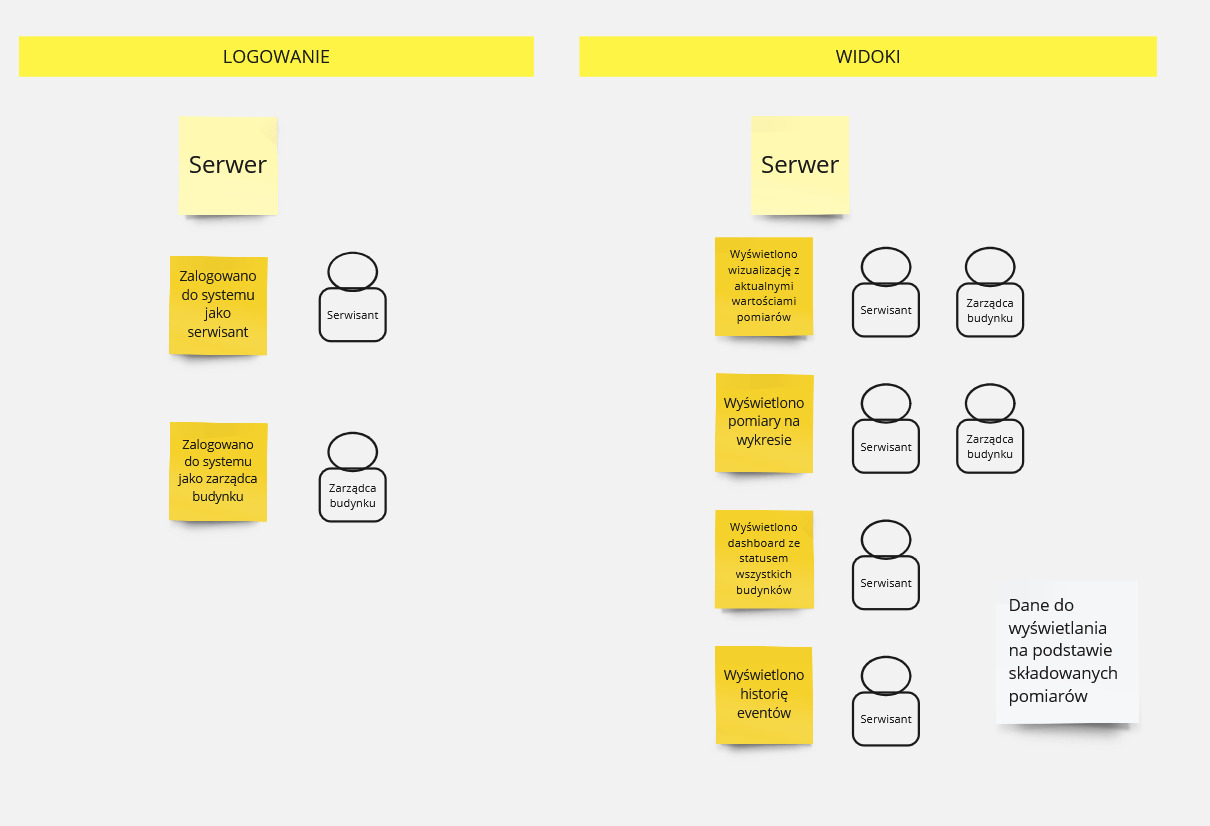 LOGOWANIE
WIDOKI
Serwer
Zalogowano
do systemu
jako
serwisant
Serwisant
Zalogowano
do systemu
jako zarządca
budynku
Zarządca
budynku
Serwer
Wyświetlono
wizualizację z
aktualnymi
wartościami
pomiarów
Serwisant
Zarządca
budynku
Wyświetlono
pomiary na
wykresie
Serwisant
Zarządca
budynku
Wyświetlono
dashboard ze
statusem
wszystkich
budynków
Serwisant
Wyświetlono
historię
eventów
Serwisant
Dane do
wyświetlania
na podstawie
składowanych
pomiarów